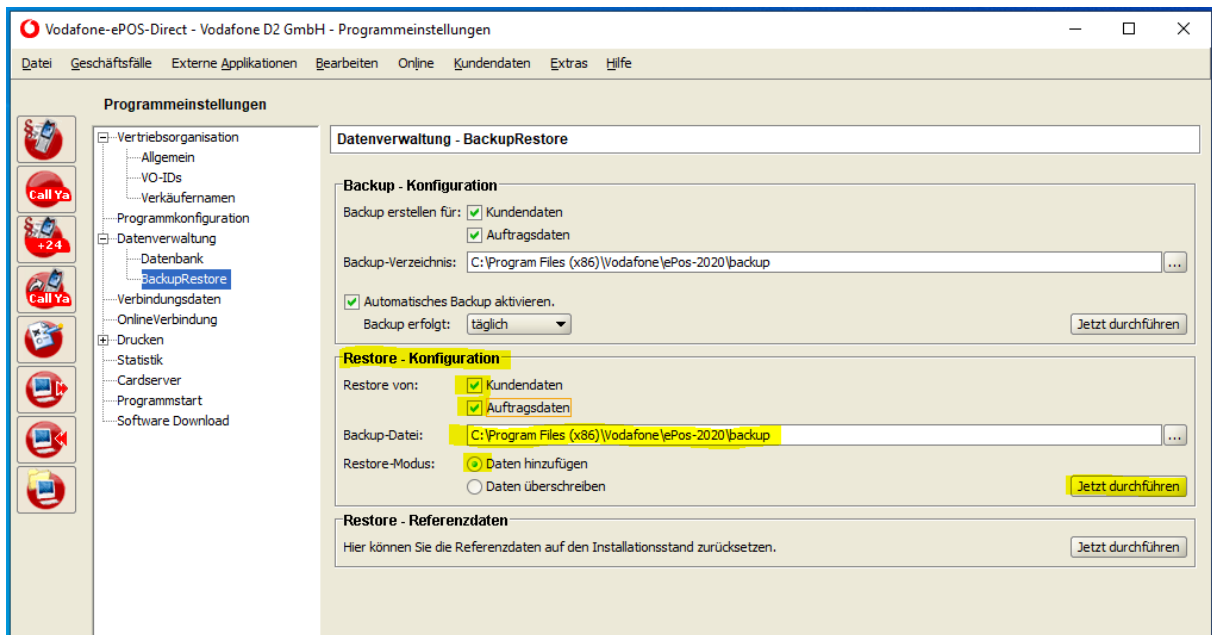 Vodafone-ePOS-Direct - Vodafone D2 GmbH - Programmeinstellungen
Datei Geschäftsfälle Externe Applikationen Bearbeiten Online Kundendaten Extras Hilfe
Programmeinstellungen
Vertriebsorganisation
Allgemein
VO-IDs
Verkäufernamen
Programmkonfiguration
Datenverwaltung
Datenbank
BackupRestore
Verbindungsdaten
OnlineVerbindung
Drucken
Statistik
Cardserver
Programmstart
Software Download
§
Call Ya
§
+24
Call Ya
Datenverwaltung - BackupRestore
Backup - Konfiguration
Backup erstellen für: Kundendaten
Auftragsdaten
Backup-Verzeichnis: C:\Program Files (x86)\Vodafone\ePos-2020\backup ...
Automatisches Backup aktivieren.
Backup erfolgt: täglich Jetzt durchführen
Restore - Konfiguration
Restore von: Kundendaten
Auftragsdaten
Backup-Datei: C:\Program Files (x86)\Vodafone\ePos-2020\backup ...
Restore-Modus: Daten hinzufügen
Daten überschreiben Jetzt durchführen
Restore - Referenzdaten
Hier können Sie die Referenzdaten auf den Installationsstand zurücksetzen. Jetzt durchführen